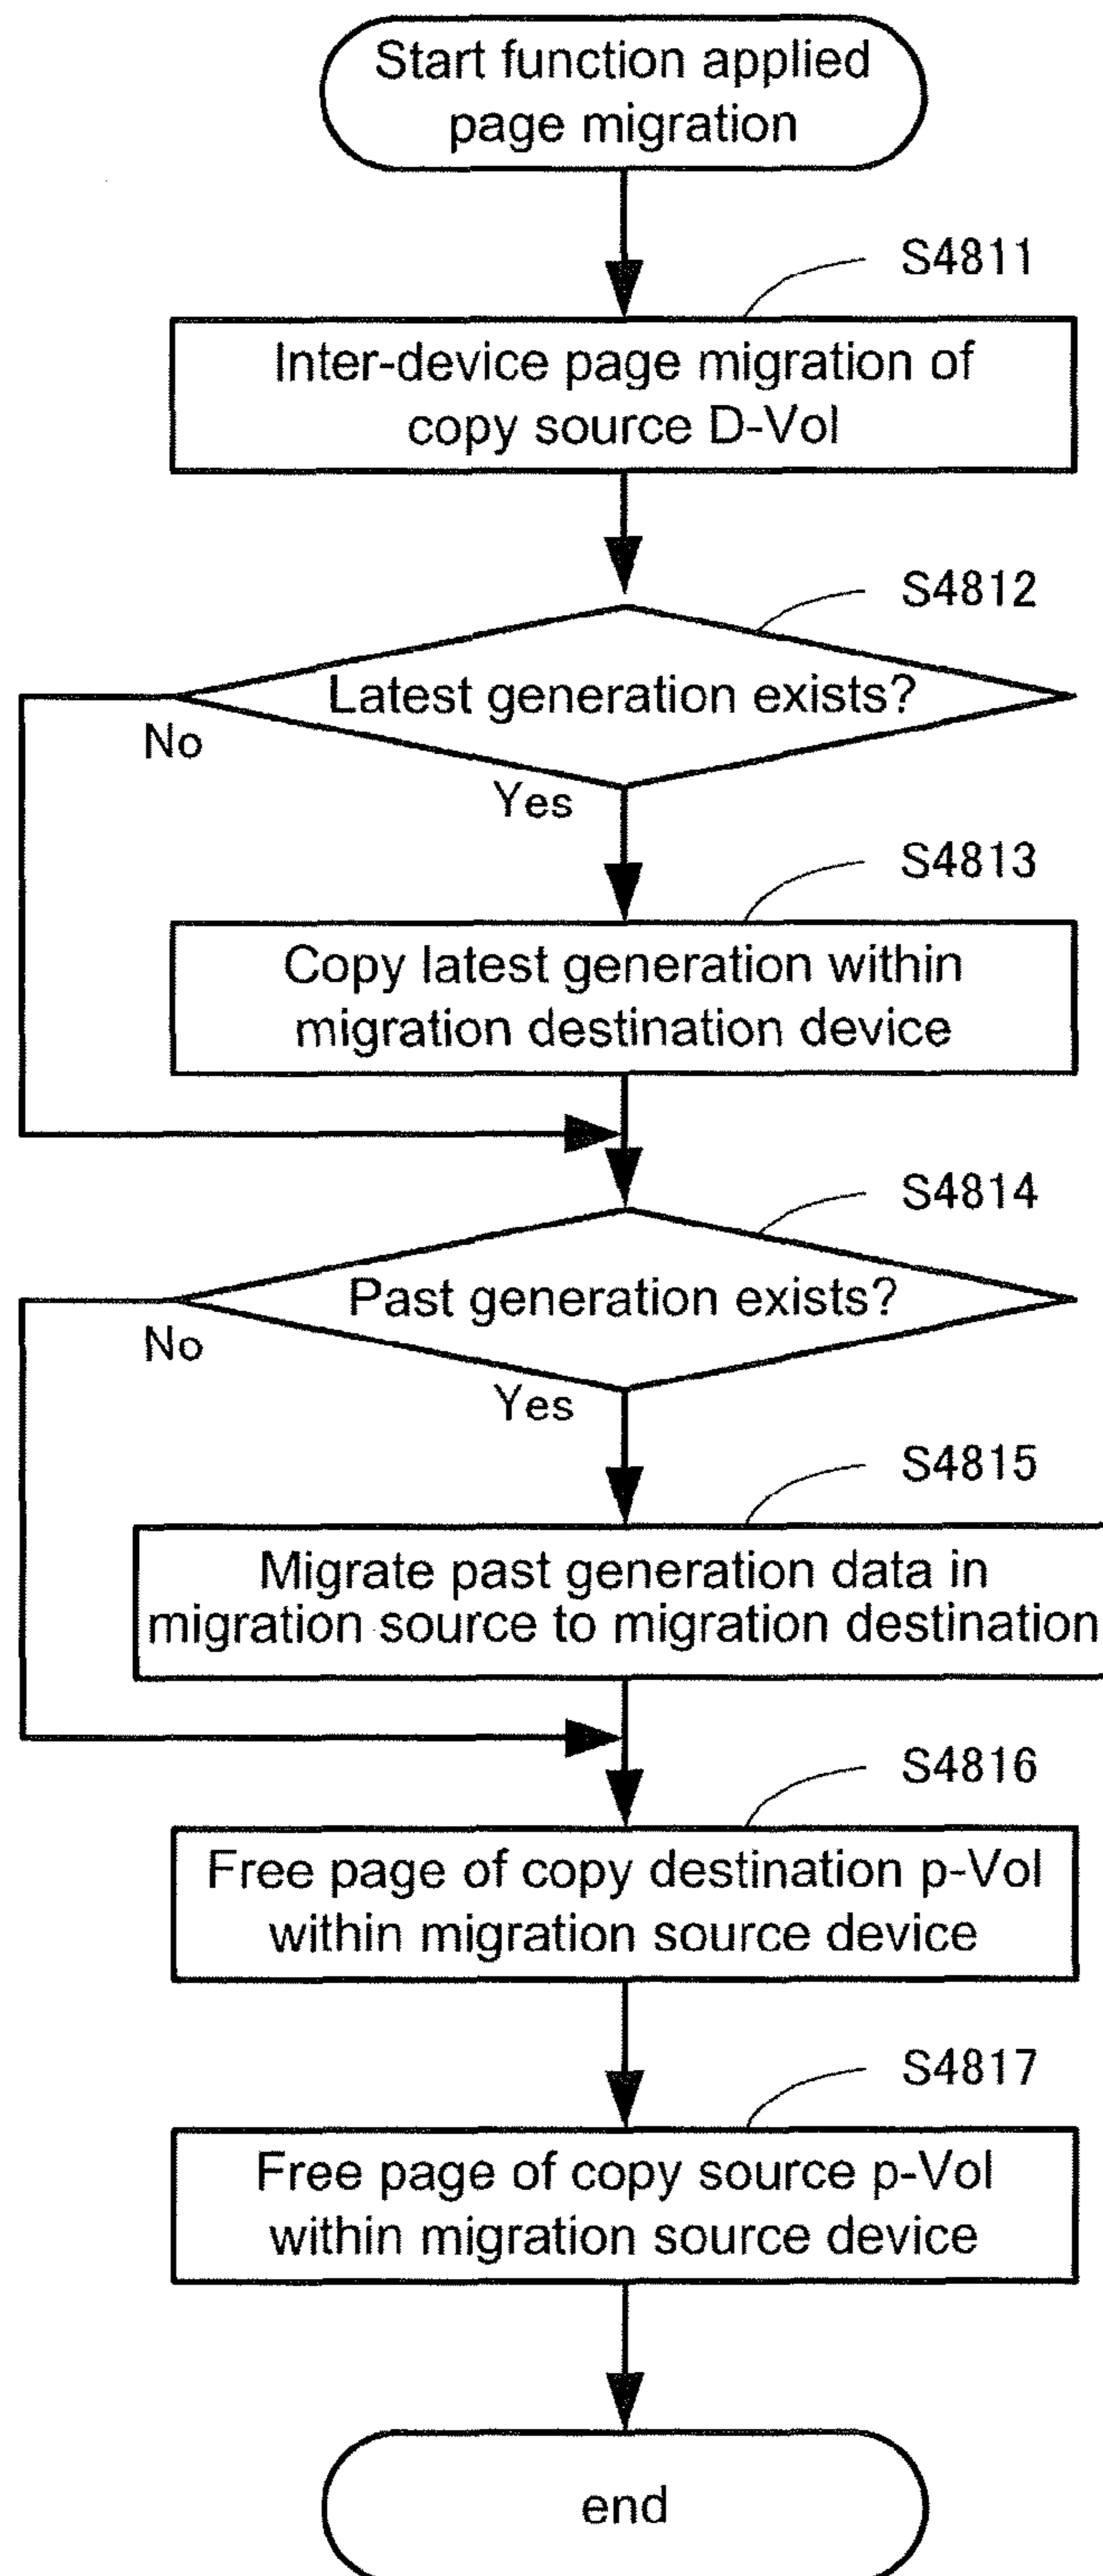 Start function applied
page migration
S4811
Inter-device page migration of
copy source D-Vol
S4812
Latest generation exists?
No
Yes
S4813
Copy latest generation within
migration destination device
S4814
Past generation exists?
No
Yes
S4815
Migrate past generation data in
migration source to migration destination
S4816
Free page of copy destination p-Vol
within migration source device
S4817
Free page of copy source p-Vol
within migration source device
end